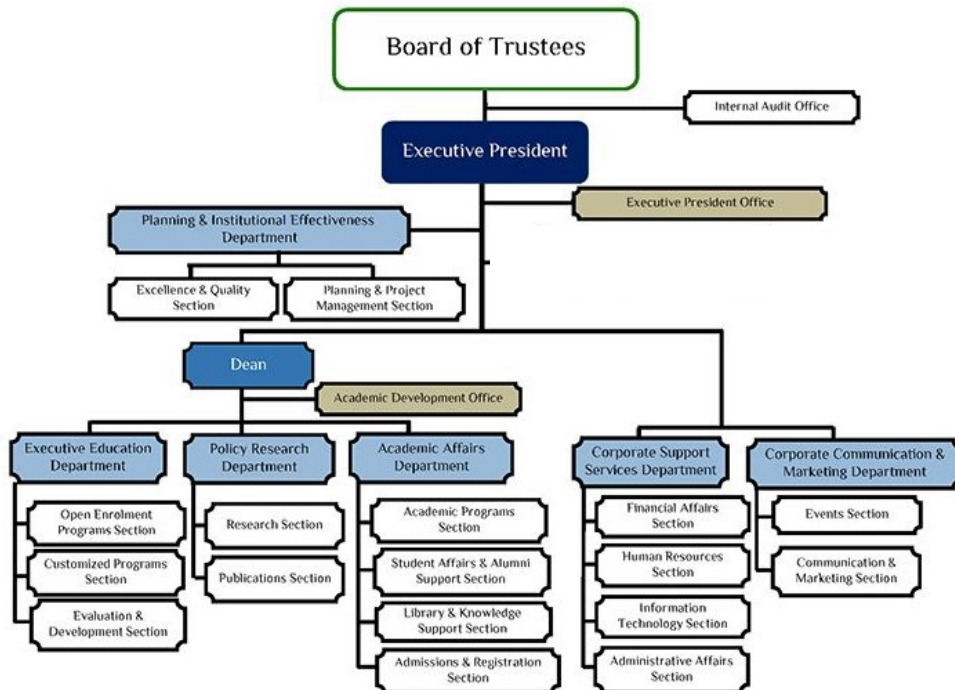 Board of Trustees
Internal Audit Office
Executive President
Executive President Office
Planning & Institutional Effectiveness
Department
Excellence & Quality
Section
Planning & Project
Management Section
Dean
Academic Development Office
Executive Education
Department
Policy Research
Department
Academic Affairs
Department
Corporate Support
Services Department
Corporate Communication &
Marketing Department
Open Enrolment
Programs Section
Customized Programs
Section
Evaluation &
Development Section
Research Section
Publications Section
Academic Programs
Section
Student Affairs & Alumni
Support Section
Library & Knowledge
Support Section
Admissions & Registration
Section
Financial Affairs
Section
Human Resources
Section
Information
Technology Section
Administrative Affairs
Section
Events Section
Communication &
Marketing Section